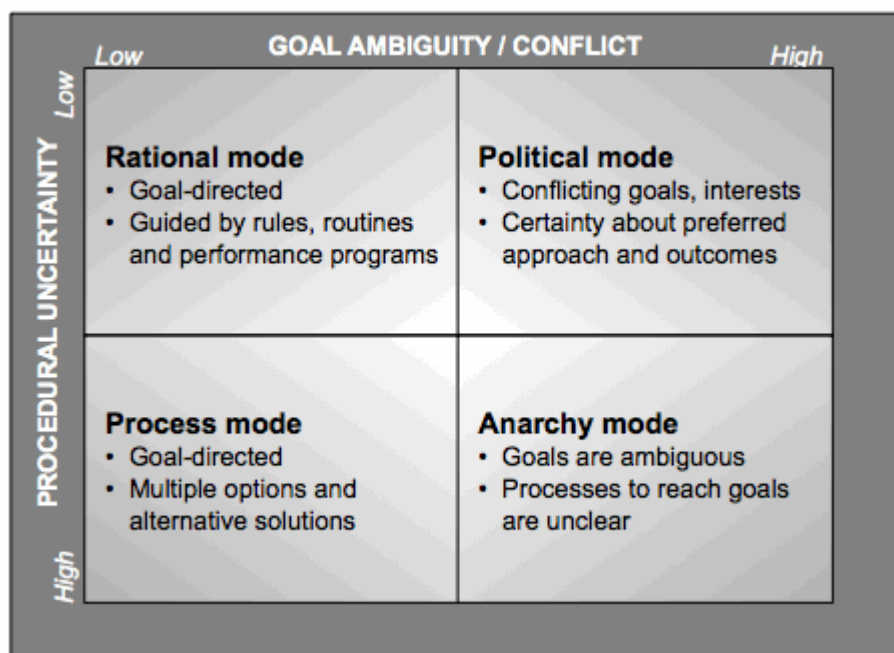 GOAL AMBIGUITY / CONFLICT
Low
High
PROCEDURAL UNCERTAINTY
Low
High
Rational mode
• Goal-directed
• Guided by rules, routines
and performance programs
Political mode
• Conflicting goals, interests
• Certainty about preferred
approach and outcomes
Process mode
• Goal-directed
• Multiple options and
alternative solutions
Anarchy mode
• Goals are ambiguous
• Processes to reach goals
are unclear